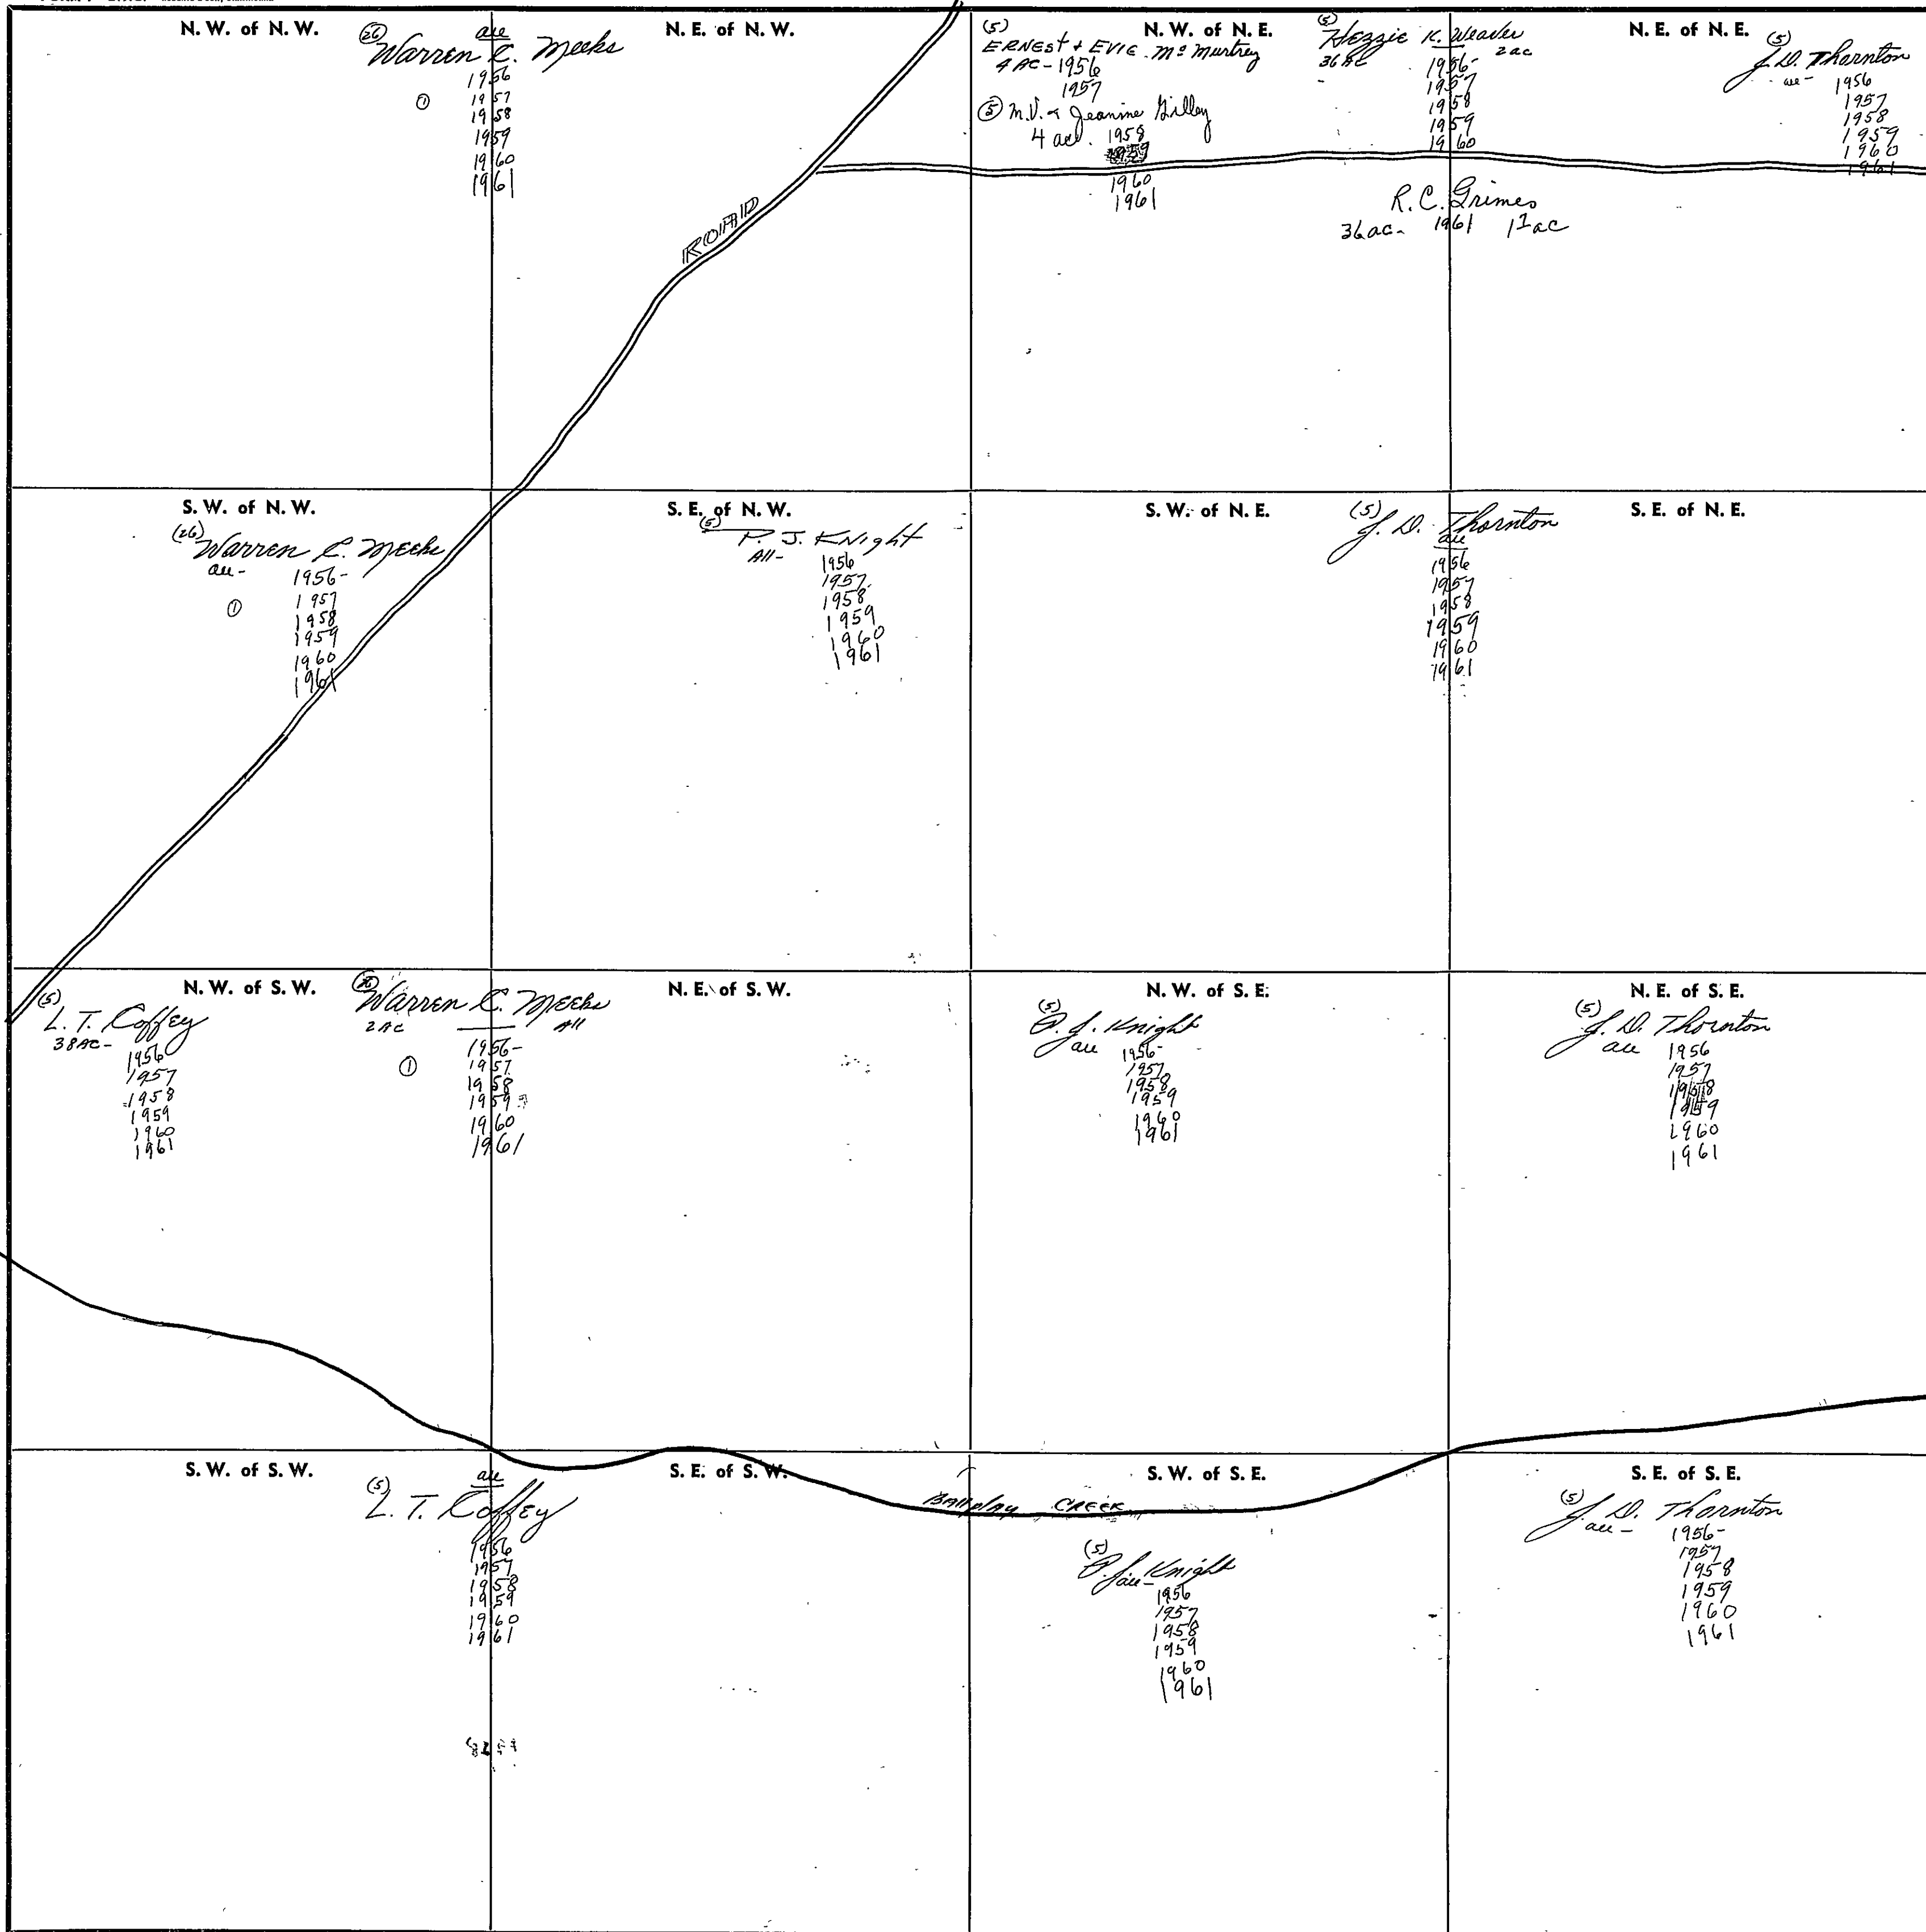 N. W. of N. W.
(26) all
Warren C. Meeks
1956
① 1957
1958
1959
1960
1961
N. E. of N. W.
ROAD
N. W. of N. E.
(5)
ERNEST + EVIE Mc Murtrey
4 AC - 1956
1957
(5) M.V. & Jeanine Gilley
4 ac. 1958
1959
1960
1961
(5)
Hezzie K. Weaver
36 AC 2 ac
1956-
1957
1958
1959
1960
R. C. Grimes
36 ac- 1961
N. E. of N. E.
(5)
J. D. Thornton
all - 1956
1957
1958
1959
1960
1961
S. W. of N. W.
(26) Warren C. Meeks
all - 1956-
① 1957
1958
1959
1960
1961
S. E. of N. W.
(5)
P. J. KNight
All- 1956
1957
1958
1959
1960
1961
S. W. of N. E.
(5) J. D. Thornton
all
1956
1957
1958
1959
1960
1961
S. E. of N. E.
N. W. of S. W.
(5)
L. T. Coffey
38 AC-
1956
1957
1958
1959
1960
1961
(26)
Warren C. Meeks
2 AC All
1956-
① 1957
1958
1959
1960
1961
N. E. of S. W.
N. W. of S. E.
(5)
P. J. Knight
all 1956-
1957
1958
1959
1960
1961
N. E. of S. E.
(5)
J. D. Thornton
all 1956
1957
1958
1959
1960
1961
S. W. of S. W.
(5) all
L. T. Coffey
1956
1957
1958
1959
1960
1961
S. E. of S. W.
Ballplay CREEK
S. W. of S. E.
(5)
P. J. Knight
all-
1956
1957
1958
1959
1960
1961
S. E. of S. E.
(5)
J. D. Thornton
all - 1956-
1957
1958
1959
1960
1961